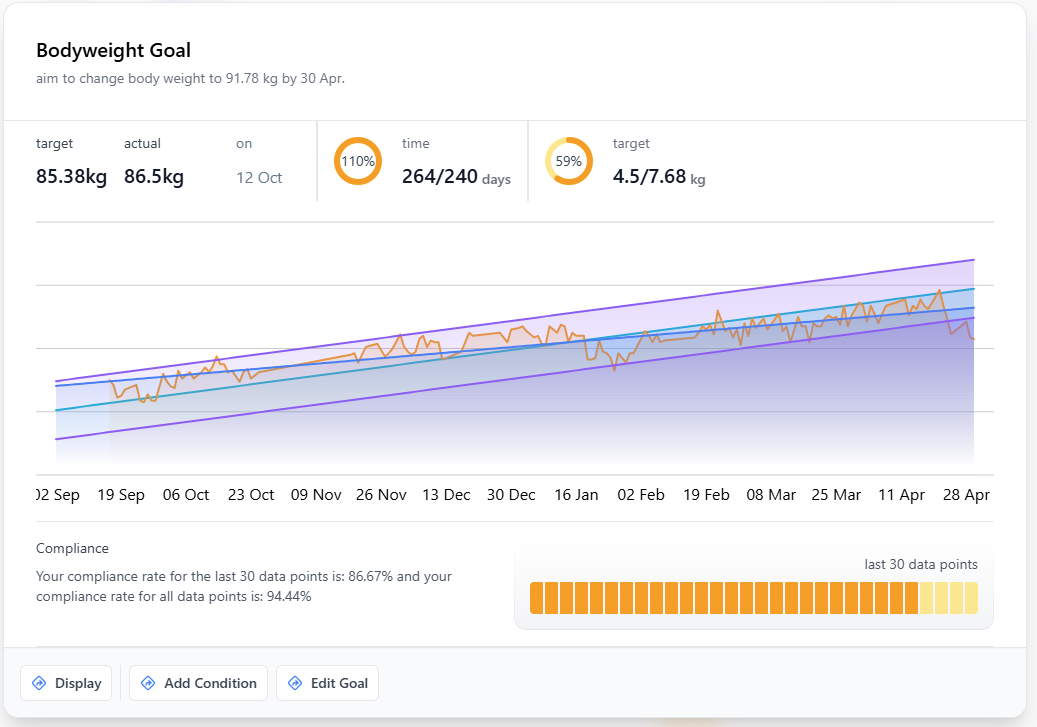 Bodyweight Goal
aim to change body weight to 91.78 kg by 30 Apr.
target actual on
85.38kg 86.5kg 12 Oct
110%
time
264/240 days
59%
target
4.5/7.68 kg
02 Sep 19 Sep 06 Oct 23 Oct 09 Nov 26 Nov 13 Dec 30 Dec 16 Jan 02 Feb 19 Feb 08 Mar 25 Mar 11 Apr 28 Apr
Compliance
Your compliance rate for the last 30 data points is: 86.67% and your
compliance rate for all data points is: 94.44%
last 30 data points
Display Add Condition Edit Goal